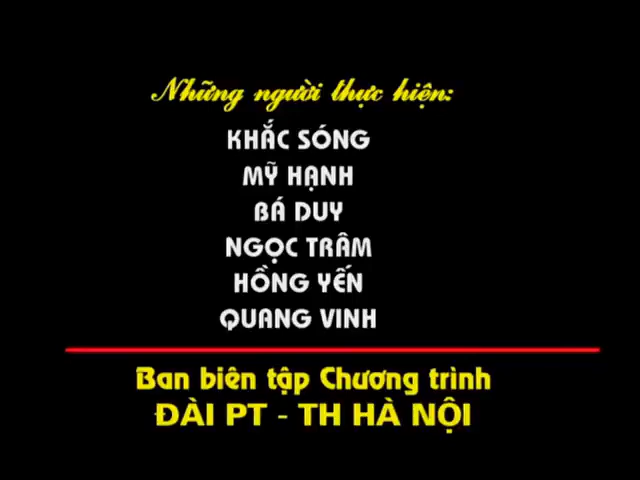 Những người thực hiện:
KHẮC SÓNG
MỸ HẠNH
BÁ DUY
NGỌC TRÂM
HỒNG YẾN
QUANG VINH
Ban biên tập Chương trình
ĐÀI PT - TH HÀ NỘI